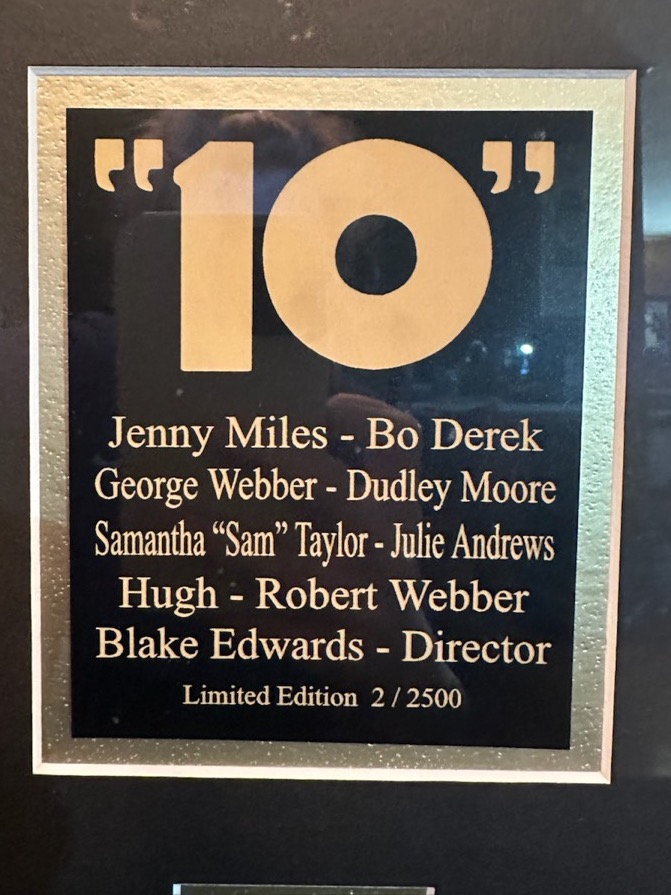 "10"
Jenny Miles - Bo Derek
George Webber - Dudley Moore
Samantha “Sam” Taylor - Julie Andrews
Hugh - Robert Webber
Blake Edwards - Director
Limited Edition 2 / 2500